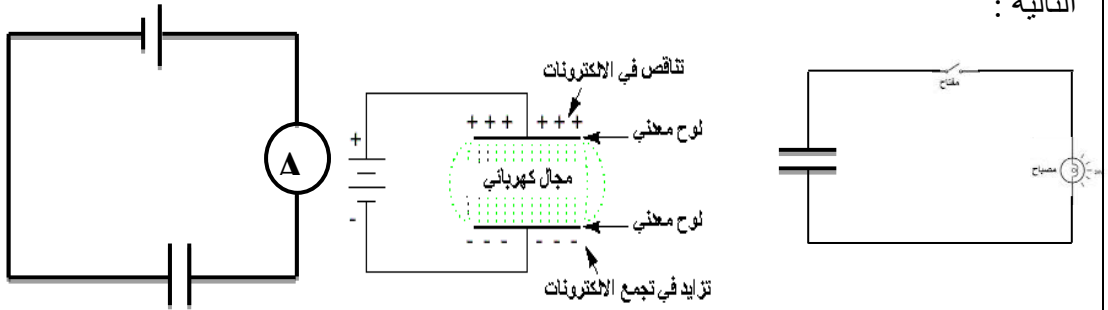 التالية :
تناقص في الالكترونات
+ + + + + +
لوح معدني
+
A
مجال كهربائي
-
لوح معدني
- - - - - -
تزايد في تجمع الالكترونات
مفتاح
مصباح